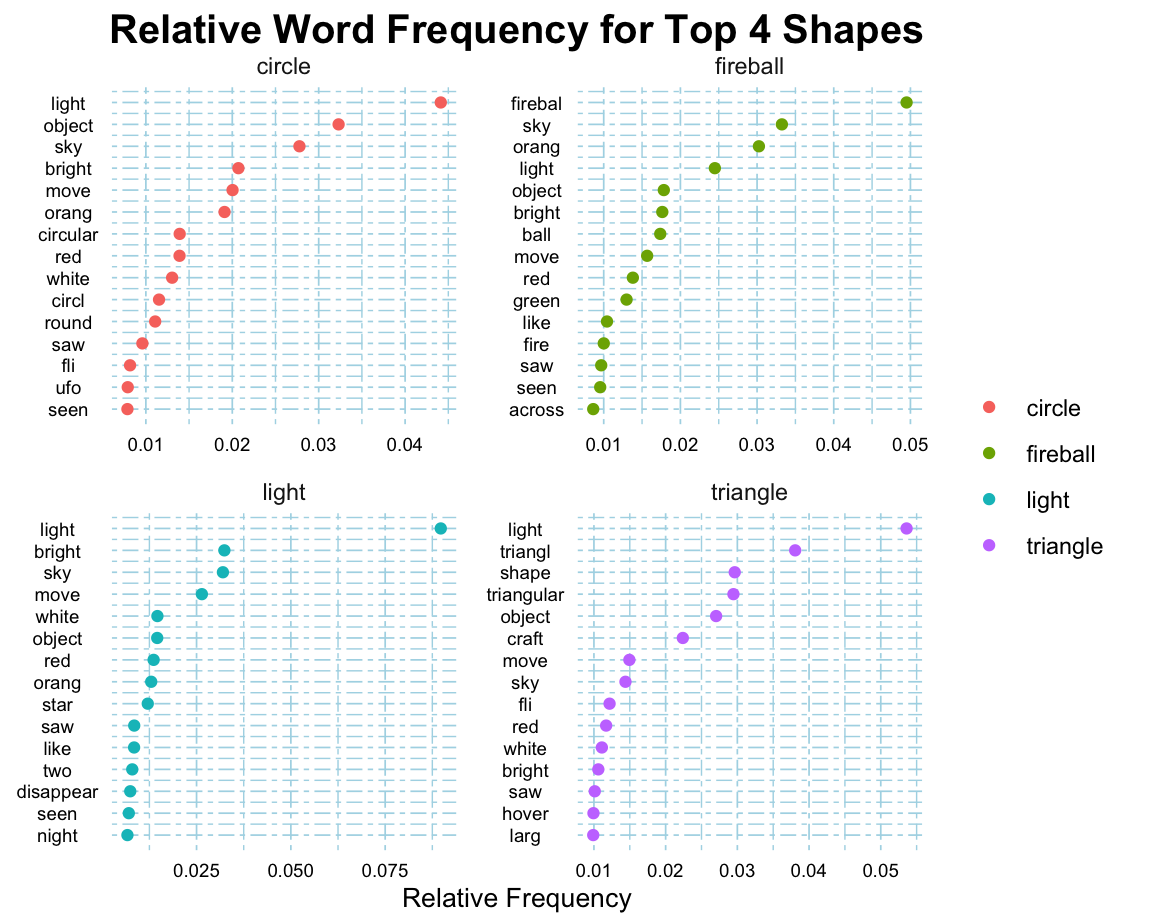 Relative Word Frequency for Top 4 Shapes
circle
light
object
sky
bright
move
orang
circular
red
white
circl
round
saw
fli
ufo
seen
0.01 0.02 0.03 0.04
fireball
firebal
sky
orang
light
object
bright
ball
move
red
green
like
fire
saw
seen
across
0.01 0.02 0.03 0.04 0.05
light
light
bright
sky
move
white
object
red
orang
star
saw
like
two
disappear
seen
night
0.025 0.050 0.075
triangle
light
triangl
shape
triangular
object
craft
move
sky
fli
red
white
bright
saw
hover
larg
0.01 0.02 0.03 0.04 0.05
Relative Frequency
circle
fireball
light
triangle